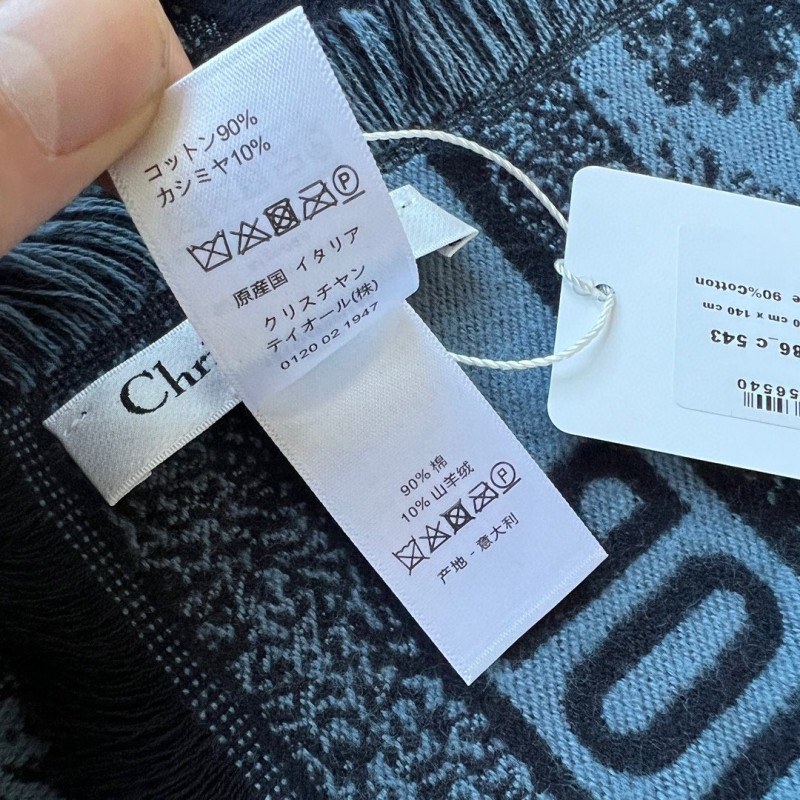 コットン90%
カシミヤ10%
P
原産国 イタリア
クリスチャン
ディオール(株)
0120 02 1947
Chr
90% 棉
10% 山羊绒
P
产地 - 意大利
56540
86_c 543
0 cm x 140 cm
e 90%Cotton